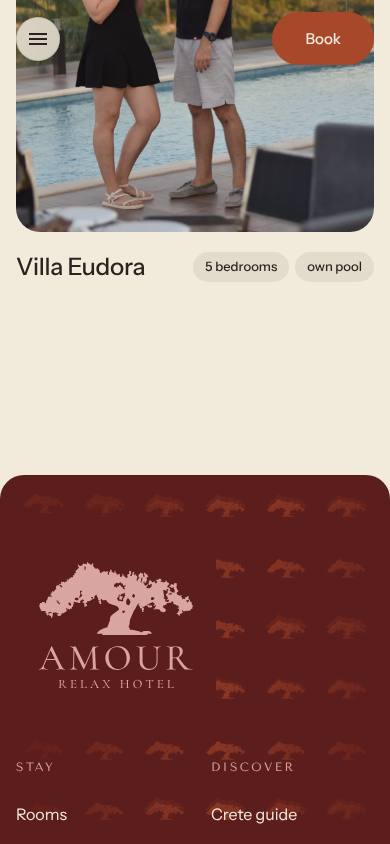 Book
Villa Eudora
5 bedrooms
own pool
AMOUR
RELAX HOTEL
STAY
DISCOVER
Rooms
Crete guide